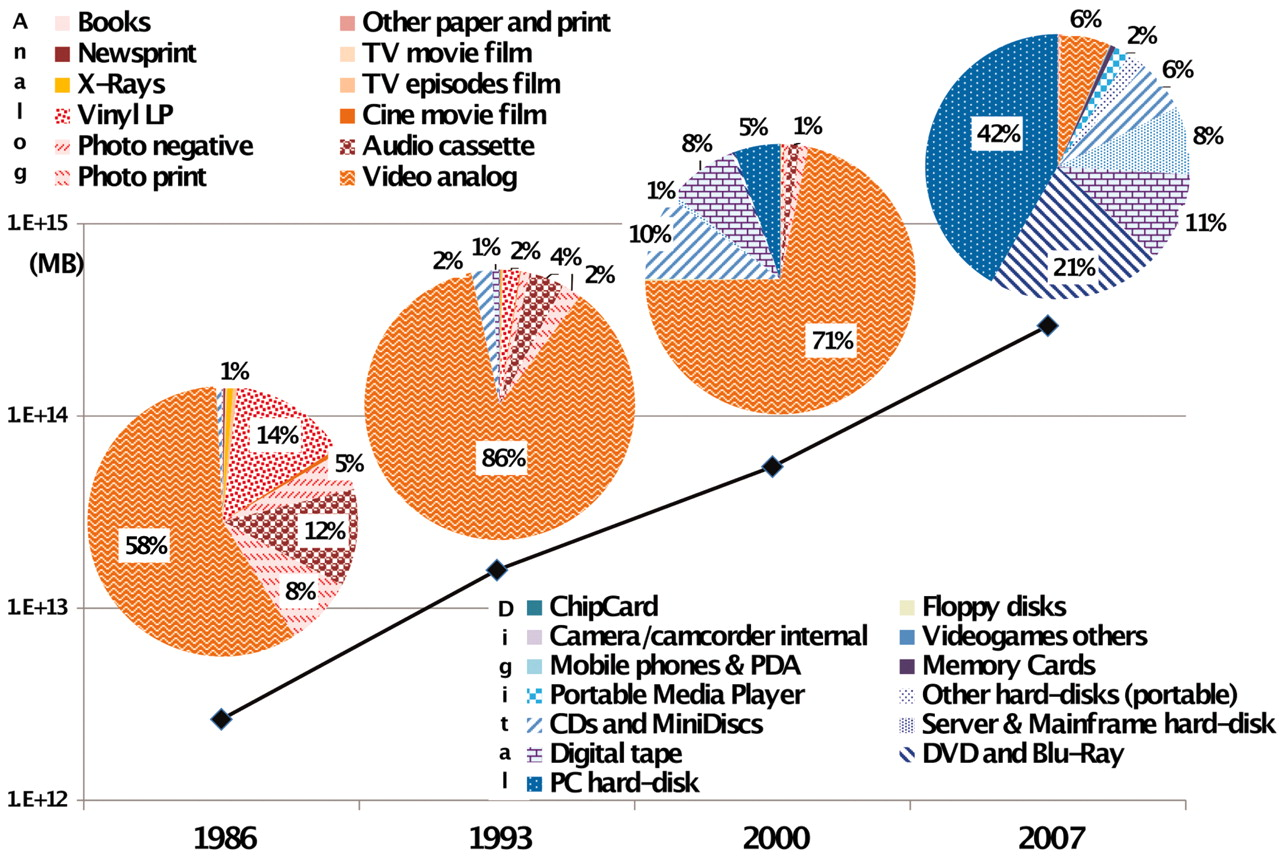 A Books Other paper and print
n Newsprint TV movie film
a X-Rays TV episodes film
l Vinyl LP Cine movie film
o Photo negative Audio cassette
g Photo print Video analog
6%
2%
6%
42%
8%
11%
21%
8% 5% 1%
1%
10%
71%
1.E+15
(MB)
2% 1% 2% 4% 2%
86%
1%
14%
5%
12%
58%
8%
1.E+14
1.E+13
1.E+12
D ChipCard Floppy disks
i Camera/camcorder internal Videogames others
g Mobile phones & PDA Memory Cards
i Portable Media Player Other hard-disks (portable)
t CDs and MiniDiscs Server & Mainframe hard-disk
a Digital tape DVD and Blu-Ray
l PC hard-disk
1986 1993 2000 2007